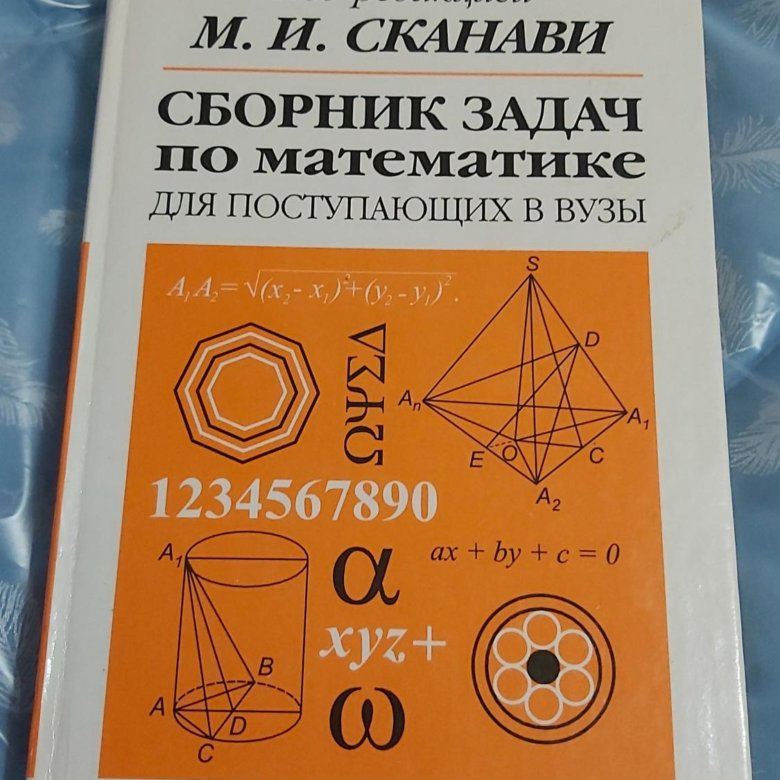 М. И. СКАНАВИ
СБОРНИК ЗАДАЧ
по математике
ДЛЯ ПОСТУПАЮЩИХ В ВУЗЫ
A₁A₂=√(x₂-x₁)²+(y₂-y₁)².
ΩΨΣΔ
S
D
Aₙ
A₁
E
O
C
A₂
1234567890
A₁
α
ax + by + c = 0
xyz+
B
A
D
C
ω